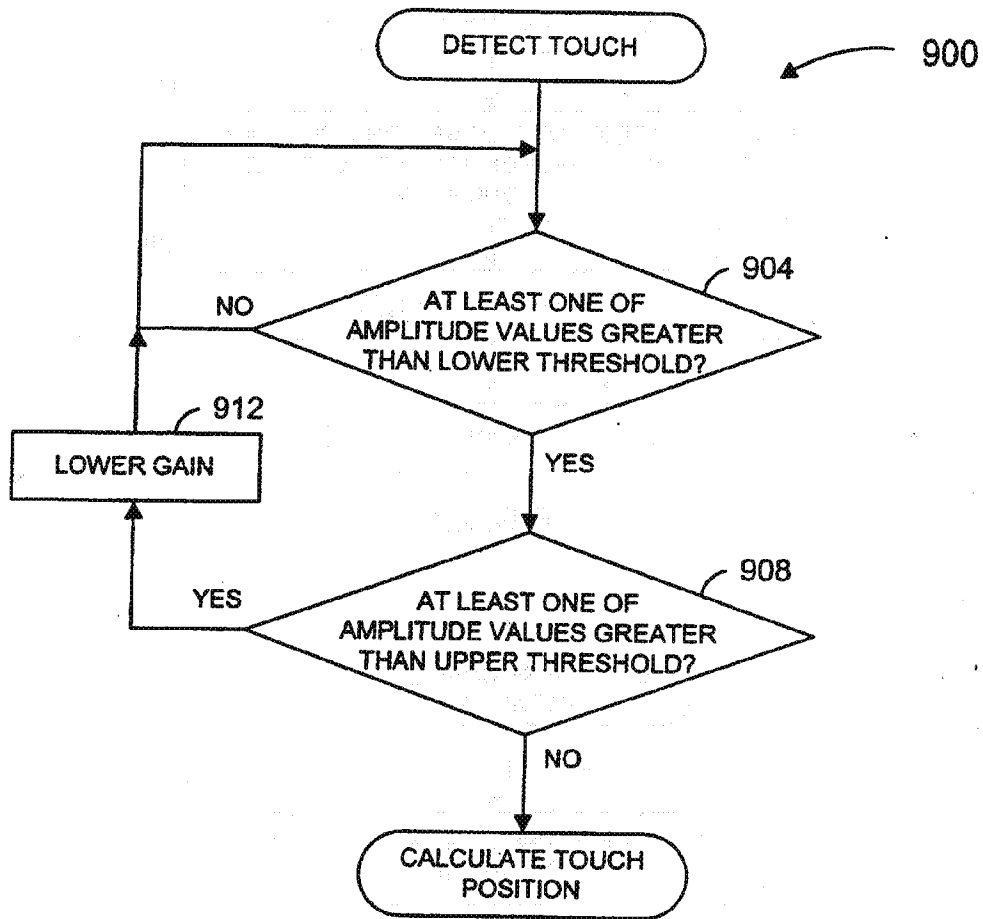 DETECT TOUCH
900
904
AT LEAST ONE OF
AMPLITUDE VALUES GREATER
THAN LOWER THRESHOLD?
NO
912
LOWER GAIN
YES
908
YES
AT LEAST ONE OF
AMPLITUDE VALUES GREATER
THAN UPPER THRESHOLD?
NO
CALCULATE TOUCH
POSITION